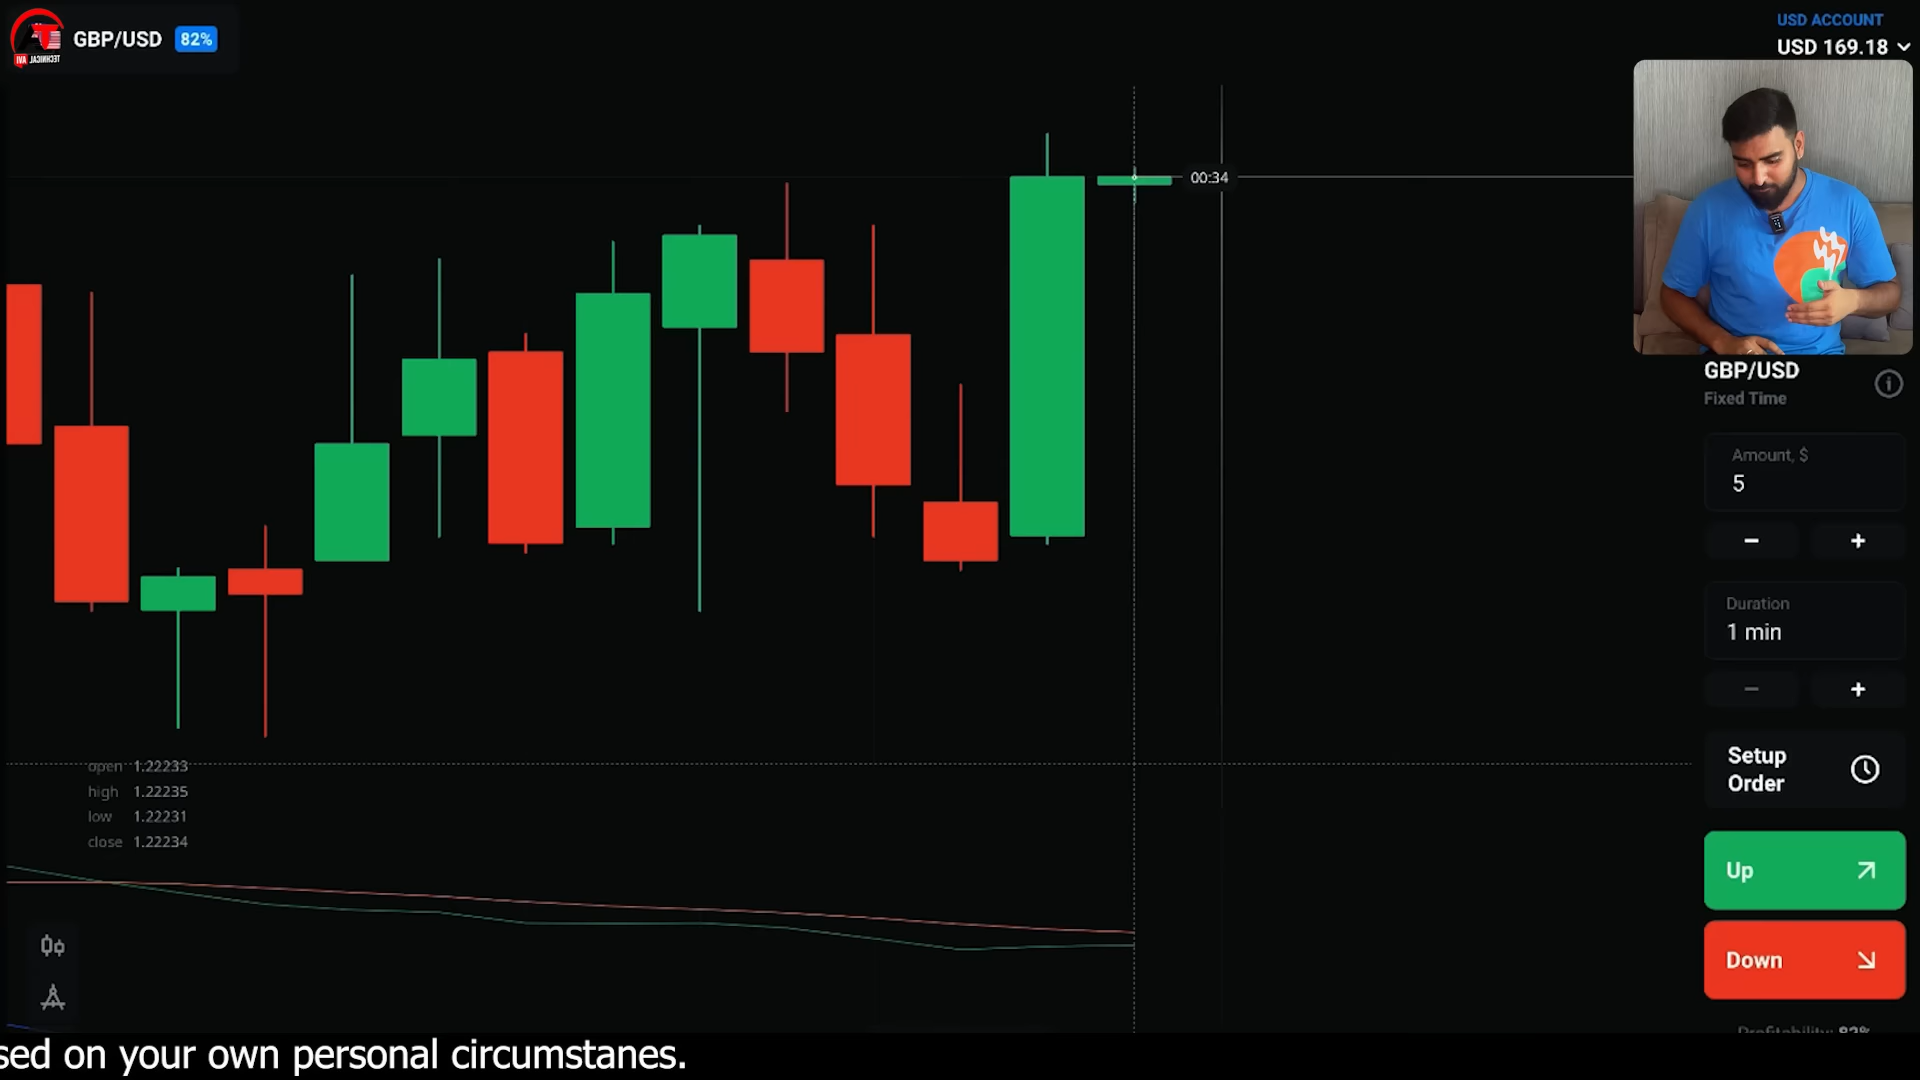 GBP/USD 82%
USD ACCOUNT
USD 169.18
00:34
GBP/USD
Fixed Time
Amount, $
5
Duration
1 min
Setup
Order
Up
Down
open 1.22233
high 1.22235
low 1.22231
close 1.22234
sed on your own personal circumstanes.